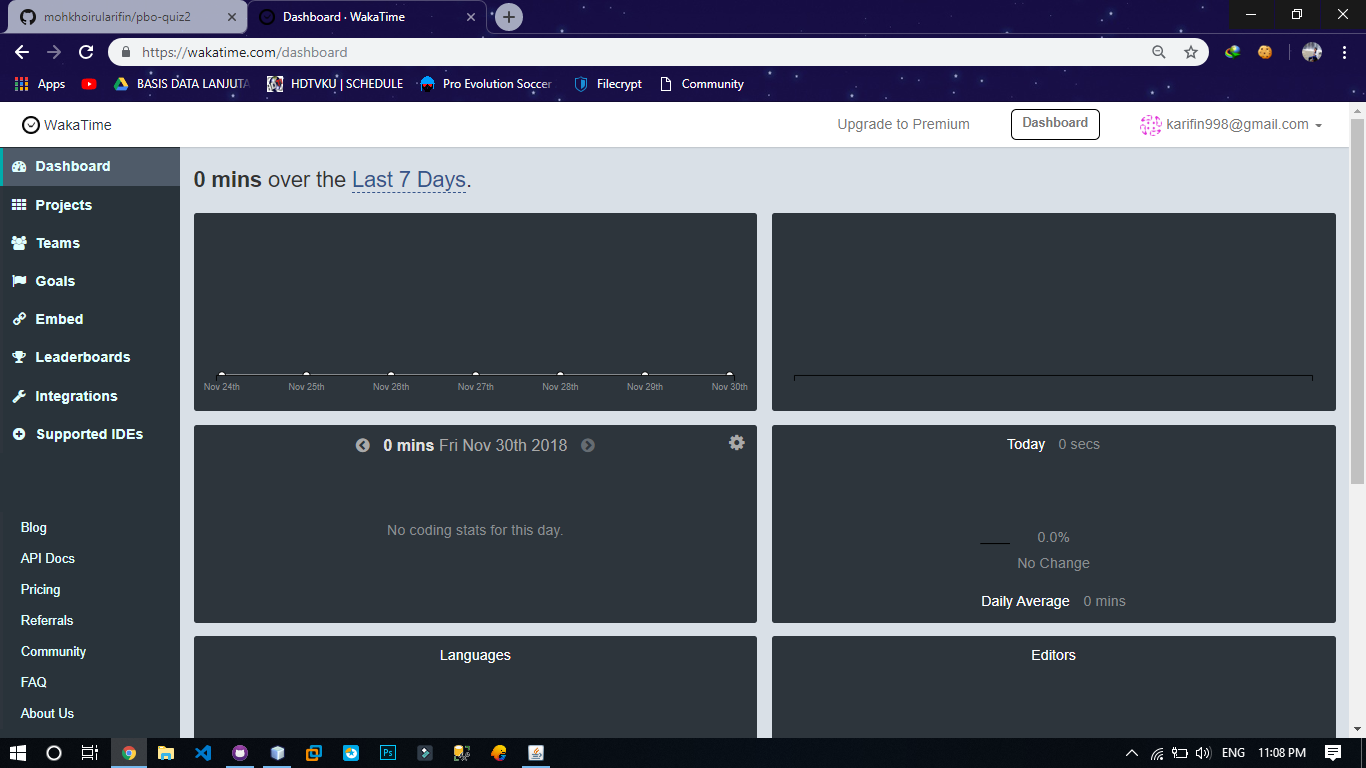 mohkhoirularifin/pbo-quiz2
Dashboard · WakaTime
https://wakatime.com/dashboard
Apps
BASIS DATA LANJUTA
HDTVKU | SCHEDULE
Pro Evolution Soccer
Filecrypt
Community
WakaTime
Upgrade to Premium
Dashboard
karifin998@gmail.com
Dashboard
Projects
Teams
Goals
Embed
Leaderboards
Integrations
Supported IDEs
Blog
API Docs
Pricing
Referrals
Community
FAQ
About Us
0 mins over the Last 7 Days.
Nov 24th Nov 25th Nov 26th Nov 27th Nov 28th Nov 29th Nov 30th
0 mins Fri Nov 30th 2018
No coding stats for this day.
Today 0 secs
0.0%
No Change
Daily Average 0 mins
Languages
Editors
Ps
ENG
11:08 PM